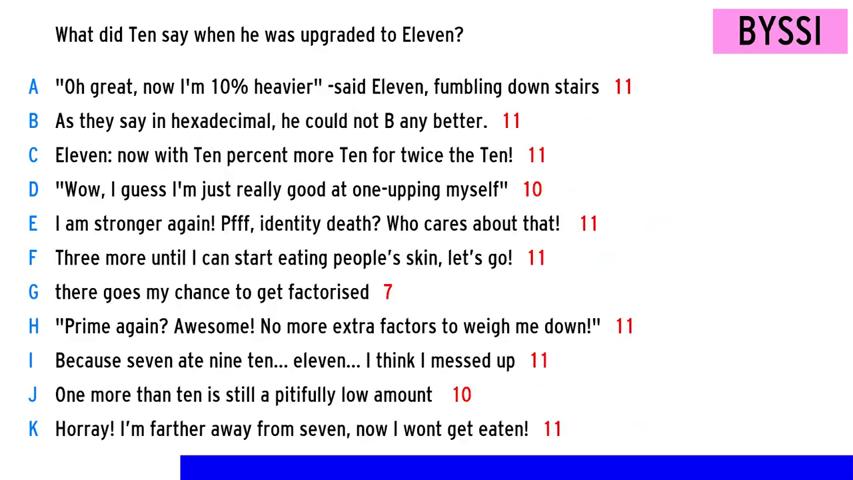 What did Ten say when he was upgraded to Eleven?
BYSSI
A "Oh great, now I'm 10% heavier" -said Eleven, fumbling down stairs 11
B As they say in hexadecimal, he could not B any better. 11
C Eleven: now with Ten percent more Ten for twice the Ten! 11
D "Wow, I guess I'm just really good at one-upping myself" 10
E I am stronger again! Pfff, identity death? Who cares about that! 11
F Three more until I can start eating people's skin, let's go! 11
G there goes my chance to get factorised 7
H "Prime again? Awesome! No more extra factors to weigh me down!" 11
I Because seven ate nine ten... eleven... I think I messed up 11
J One more than ten is still a pitifully low amount 10
K Horray! I'm farther away from seven, now I wont get eaten! 11